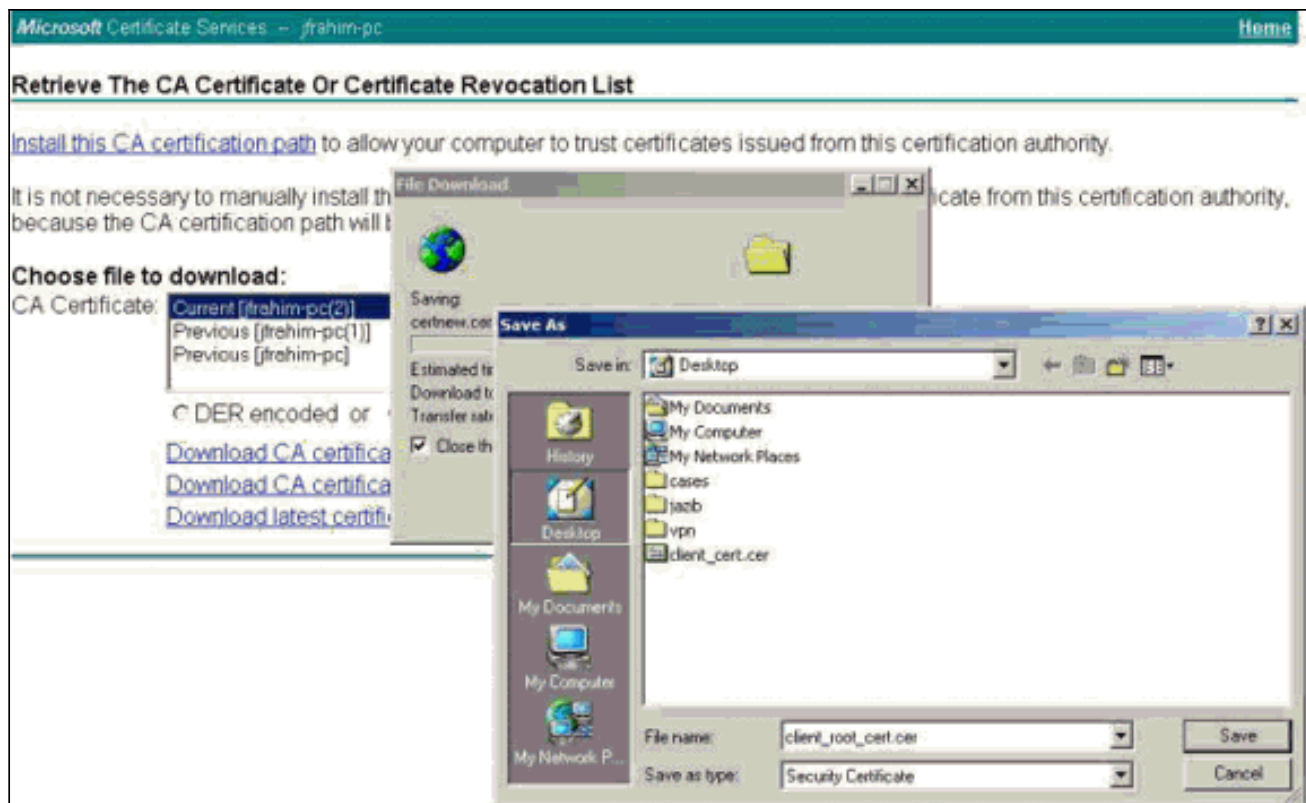 Microsoft Certificate Services -- jfrahim-pc Home
Retrieve The CA Certificate Or Certificate Revocation List
Install this CA certification path to allow your computer to trust certificates issued from this certification authority.
It is not necessary to manually install th
icate from this certification authority,
because the CA certification path will b
Choose file to download:
CA Certificate:
Current [jfrahim-pc(2)]
Previous [jfrahim-pc(1)]
Previous [jfrahim-pc]
DER encoded or
Download CA certifica
Download CA certifica
Download latest certifi
File Download
Saving:
certnew.cer
Estimated ti
Download to
Transfer rate
Close th
Save As
Save in:
Desktop
History
Desktop
My Documents
My Computer
My Network P...
My Documents
My Computer
My Network Places
cases
jazib
vpn
client_cert.cer
File name:
client_root_cert.cer
Save
Save as type:
Security Certificate
Cancel